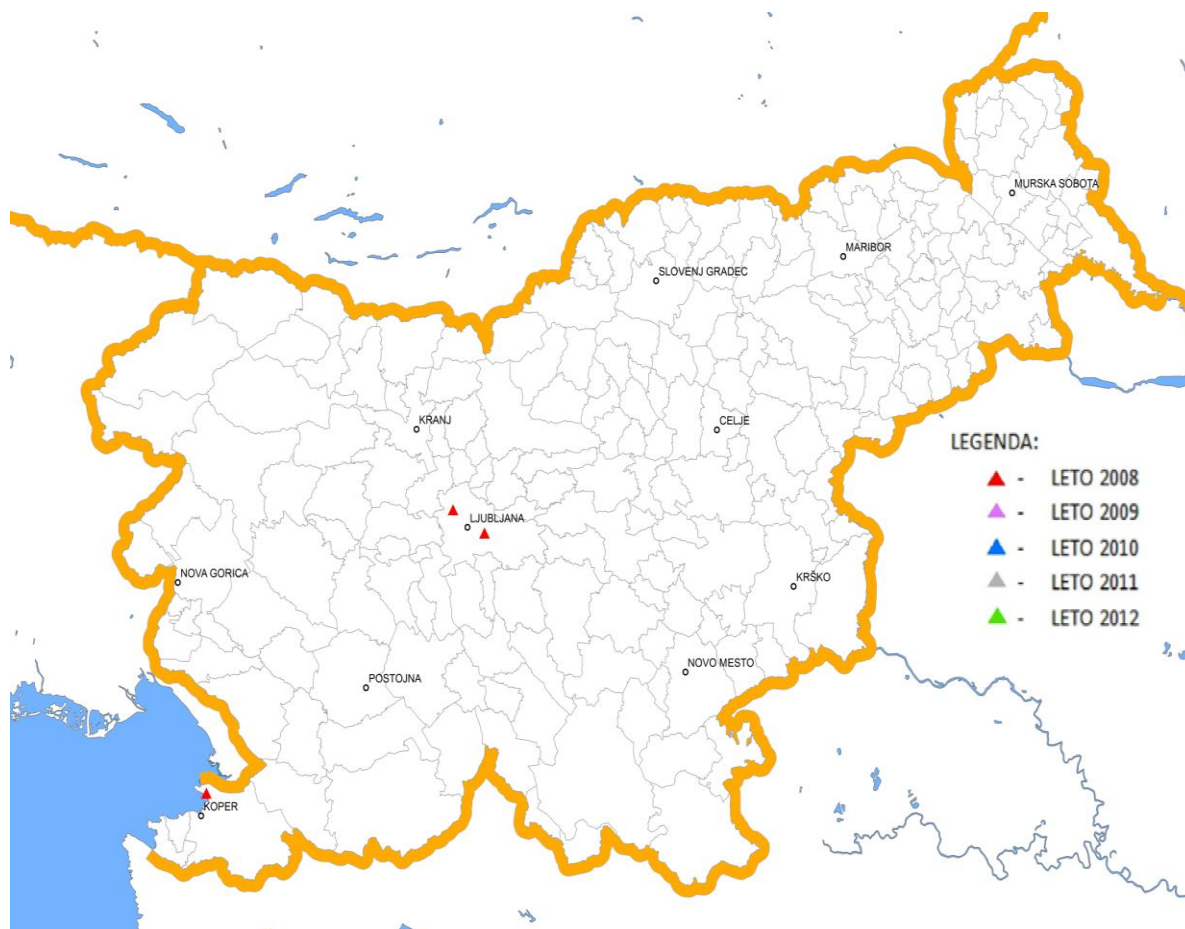 MURSKA SOBOTA
MARIBOR
SLOVENJ GRADEC
KRANJ
CELJE
LEGENDA:
- LETO 2008
- LETO 2009
- LETO 2010
- LETO 2011
- LETO 2012
LJUBLJANA
NOVA GORICA
KRŠKO
NOVO MESTO
POSTOJNA
KOPER